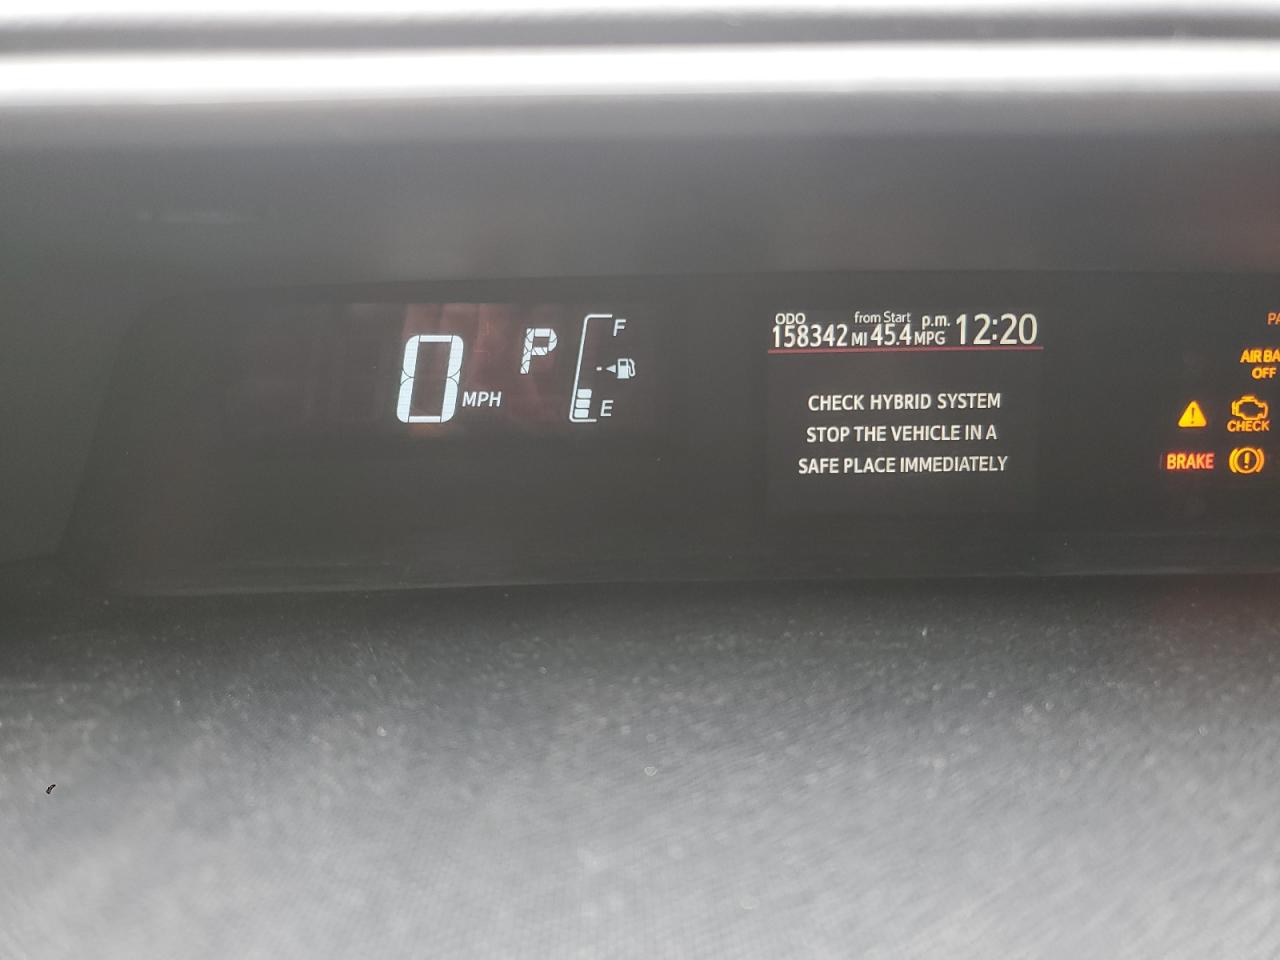 0 MPH
P
F
E
ODO from Start p.m. 12:20
158342 MI 45.4 MPG
CHECK HYBRID SYSTEM
STOP THE VEHICLE IN A
SAFE PLACE IMMEDIATELY
OFF
CHECK
BRAKE